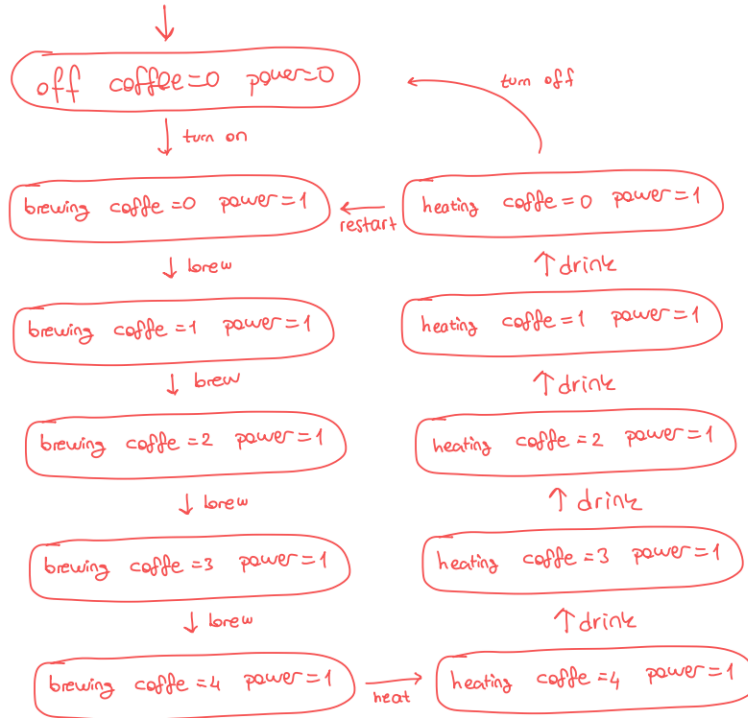 off coffee=0 power=0
turn off
turn on
brewing coffe=0 power=1
heating coffe=0 power=1
restart
brew
drink
brewing coffe=1 power=1
heating coffe=1 power=1
brew
drink
brewing coffe=2 power=1
heating coffe=2 power=1
brew
drink
brewing coffe=3 power=1
heating coffe=3 power=1
brew
drink
brewing coffe=4 power=1
heat
heating coffe=4 power=1